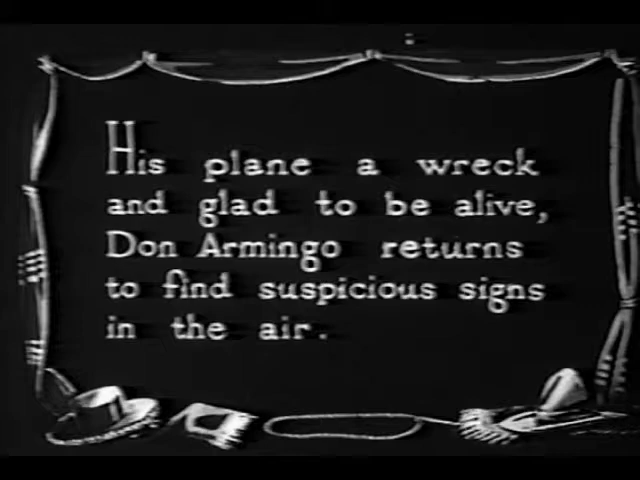 His plane a wreck
and glad to be alive,
Don Armingo returns
to find suspicious signs
in the air.